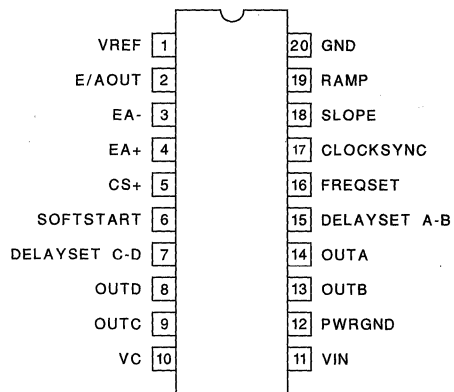 VREF 1 20 GND
E/AOUT 2 19 RAMP
EA- 3 18 SLOPE
EA+ 4 17 CLOCKSYNC
CS+ 5 16 FREQSET
SOFTSTART 6 15 DELAYSET A-B
DELAYSET C-D 7 14 OUTA
OUTD 8 13 OUTB
OUTC 9 12 PWRGND
VC 10 11 VIN